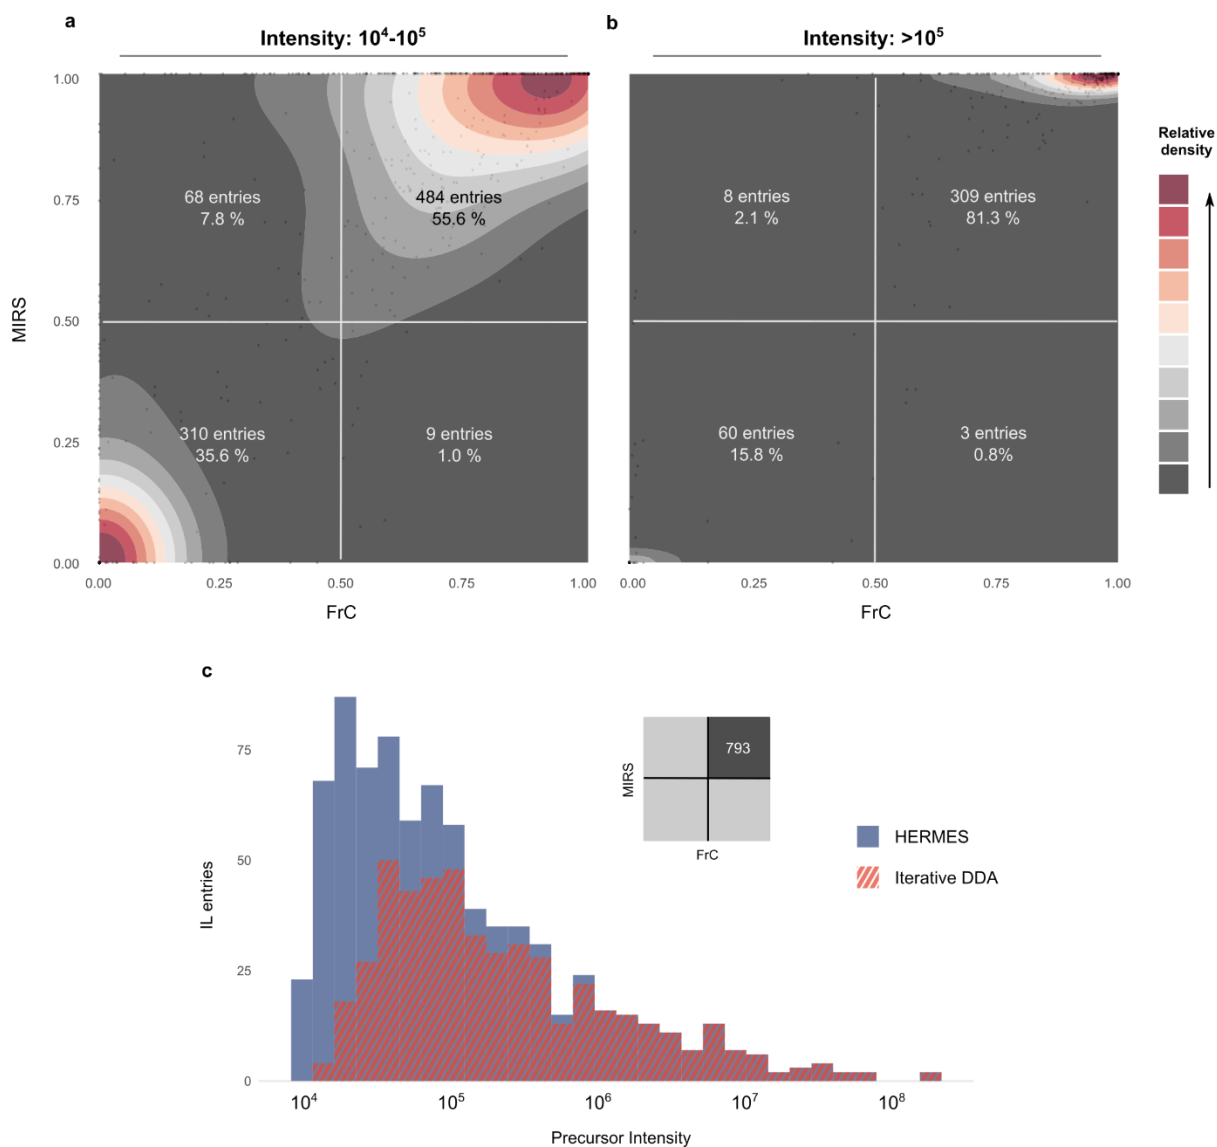 a
Intensity: 10⁴-10⁵
b
Intensity: >10⁵
1.00
0.75
0.50
0.25
0.00
MIRS
68 entries
7.8 %
484 entries
55.6 %
310 entries
35.6 %
9 entries
1.0 %
0.00
0.25
0.50
0.75
1.00
FrC
8 entries
2.1 %
309 entries
81.3 %
60 entries
15.8 %
3 entries
0.8%
0.00
0.25
0.50
0.75
1.00
FrC
Relative
density
c
75
50
25
0
IL entries
793
MIRS
FrC
HERMES
Iterative DDA
10⁴
10⁵
10⁶
10⁷
10⁸
Precursor Intensity